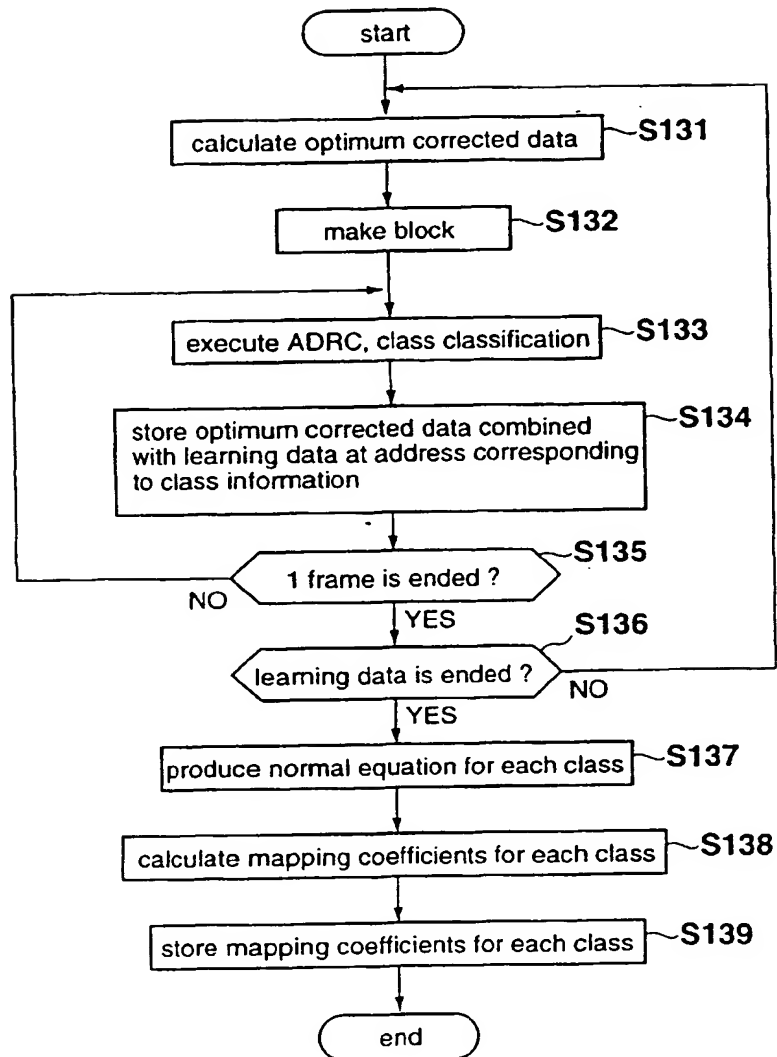 start
calculate optimum corrected data
S131
make block
S132
execute ADRC, class classification
S133
store optimum corrected data combined
with learning data at address corresponding
to class information
S134
1 frame is ended ?
S135
NO
YES
learning data is ended ?
S136
NO
YES
produce normal equation for each class
S137
calculate mapping coefficients for each class
S138
store mapping coefficients for each class
S139
end